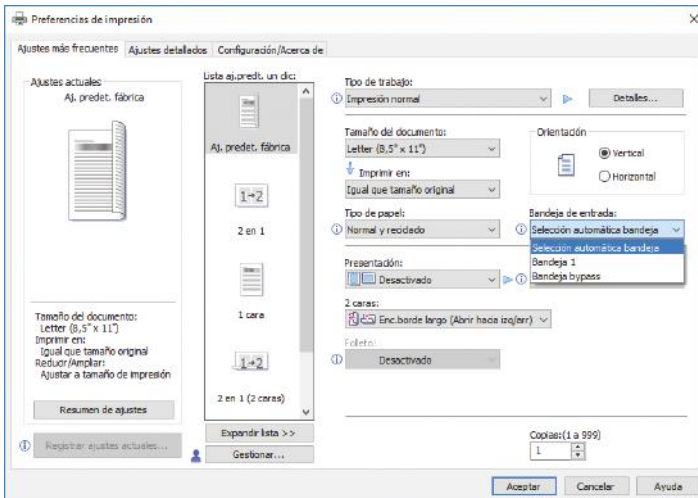 Preferencias de impresión
Ajustes más frecuentes Ajustes detallados Configuración/Acerca de
Ajustes actuales
Aj. predet. fábrica
Tamaño del documento:
Letter (8,5" x 11")
Imprimir en:
Igual que tamaño original
Reducir/Ampliar:
Ajustar a tamaño de impresión
Resumen de ajustes
Registrar ajustes actuales...
Lista aj.predt. un clic:
Aj. predet. fábrica
1→2
2 en 1
1 cara
1→2
2 en 1 (2 caras)
Expandir lista >>
Gestionar...
Tipo de trabajo:
Impresión normal
Detalles...
Tamaño del documento:
Letter (8,5" x 11")
Imprimir en:
Igual que tamaño original
Orientación
Vertical
Horizontal
Tipo de papel:
Normal y reciclado
Bandeja de entrada:
Selección automática bandeja
Selección automática bandeja
Bandeja 1
Bandeja bypass
Presentación:
Desactivado
2 caras:
Enc.borde largo (Abrir hacia izq/arr)
Folleto:
Desactivado
Copias:(1 a 999)
1
Aceptar Cancelar Ayuda